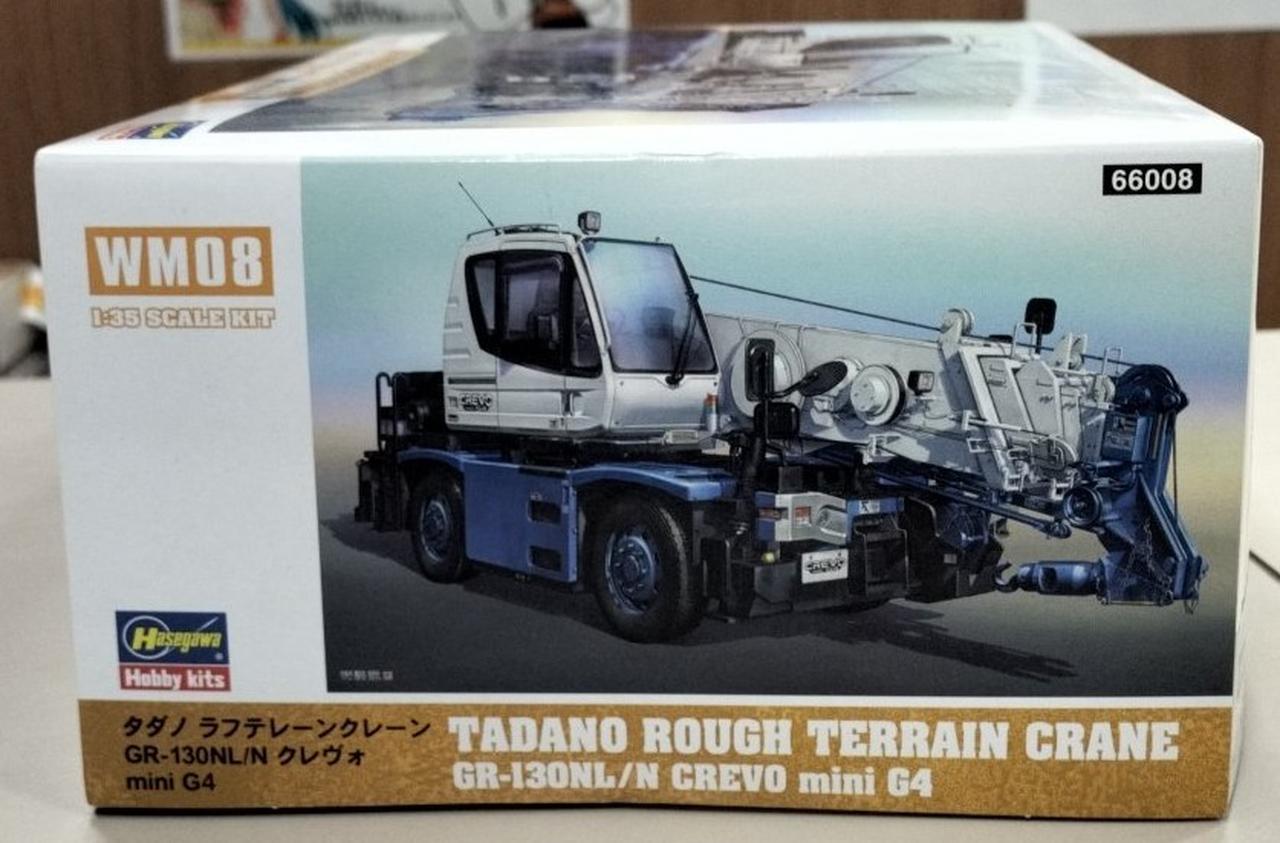 66008
WM08
1:35 SCALE KIT
CREVO
CREVO
Hasegawa
Hobby kits
タダノ ラフテレーンクレーン
GR-130NL/N クレヴォ
mini G4
TADANO ROUGH TERRAIN CRANE
GR-130NL/N CREVO mini G4